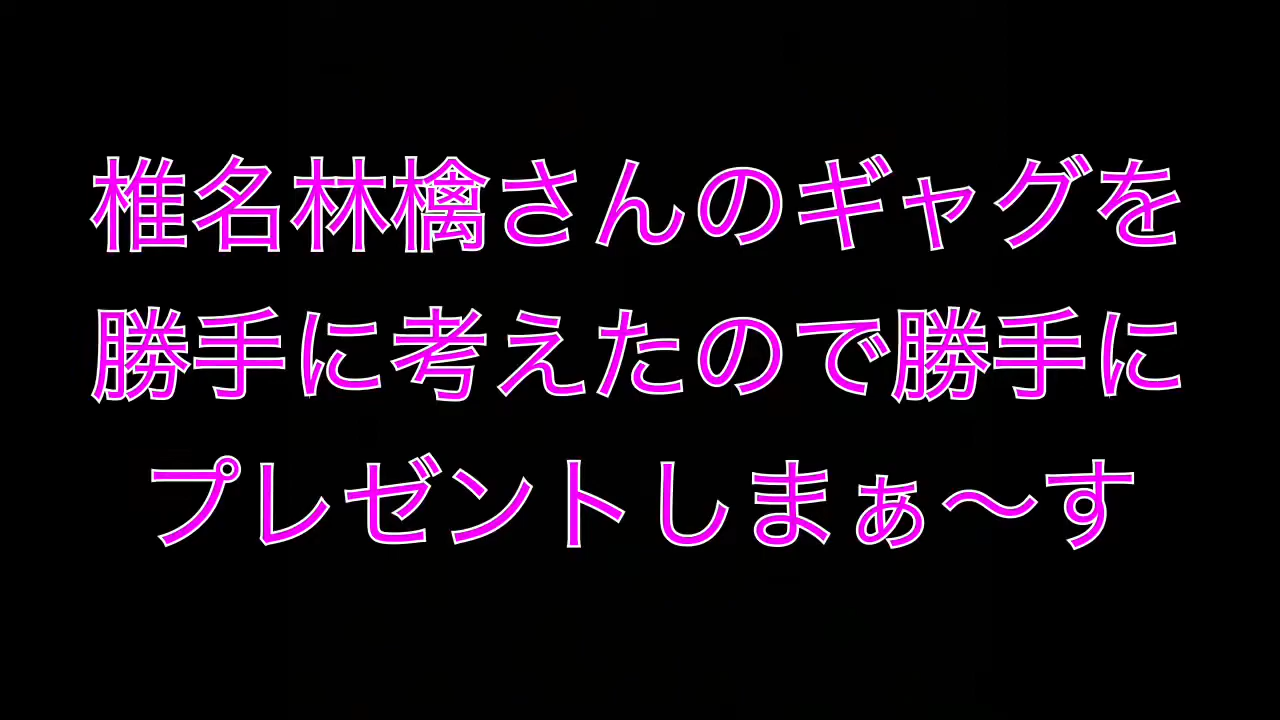 椎名林檎さんのギャグを
勝手に考えたので勝手に
プレゼントしまぁ〜す